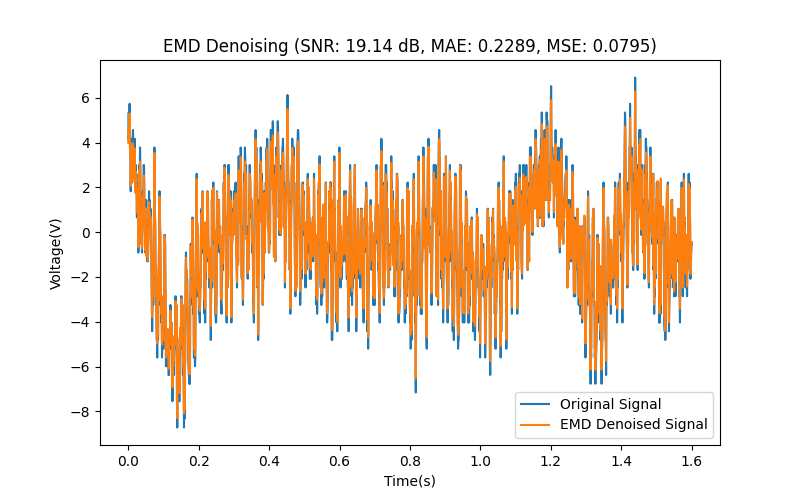 EMD Denoising (SNR: 19.14 dB, MAE: 0.2289, MSE: 0.0795)
6
4
2
0
−2
−4
−6
−8
Voltage(V)
Original Signal
EMD Denoised Signal
0.0 0.2 0.4 0.6 0.8 1.0 1.2 1.4 1.6
Time(s)